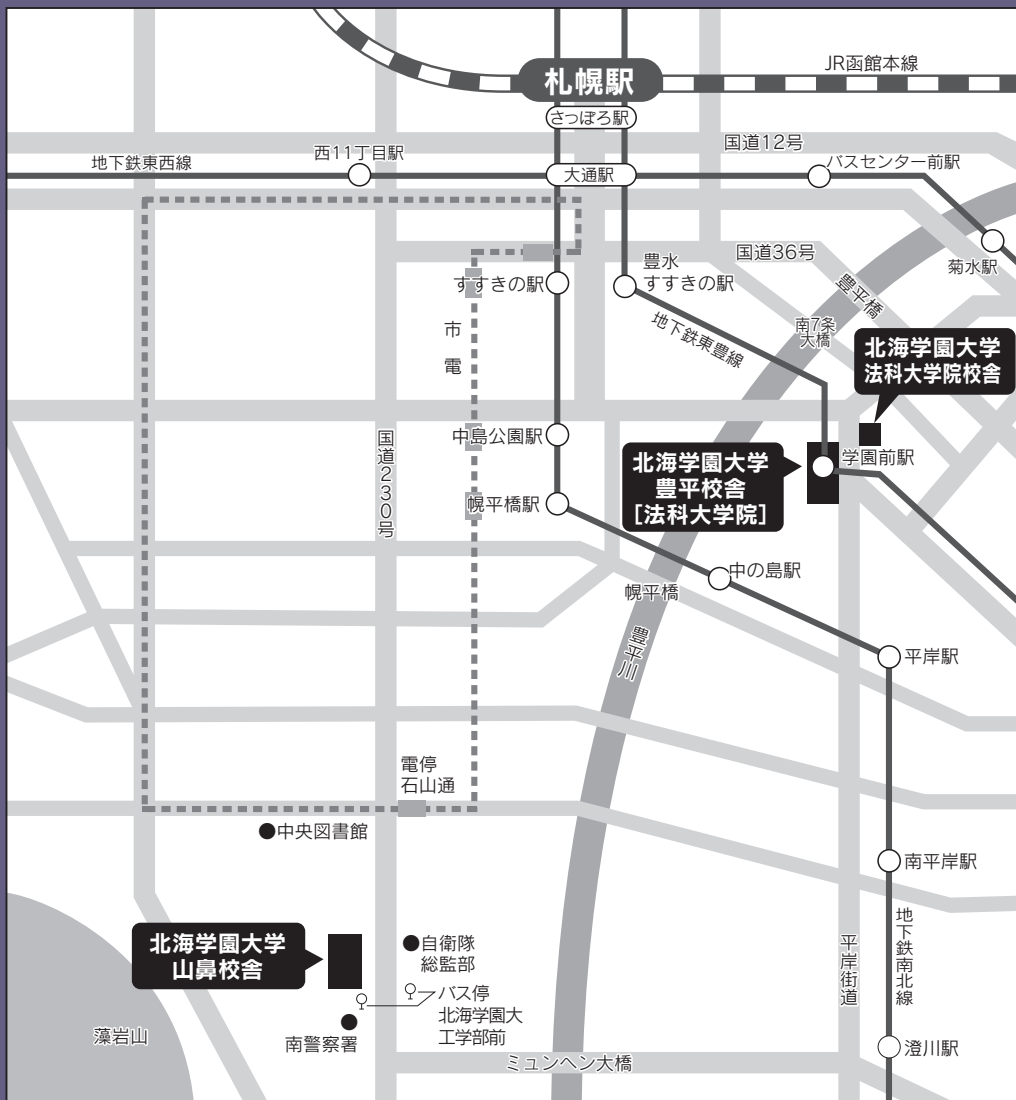 JR函館本線
札幌駅
さっぽろ駅
国道12号
地下鉄東西線
西11丁目駅
大通駅
バスセンター前駅
国道36号
菊水駅
豊水
すすきの駅
すすきの駅
豊平橋
地下鉄東豊線
南7条
大橋
市電
北海学園大学
法科大学院校舎
中島公園駅
国道230号
北海学園大学
豊平校舎
[法科大学院]
学園前駅
幌平橋駅
中の島駅
幌平橋
豊平川
平岸駅
電停
石山通
中央図書館
南平岸駅
地下鉄南北線
平岸街道
北海学園大学
山鼻校舎
自衛隊
総監部
バス停
北海学園大
工学部前
南警察署
藻岩山
ミュンヘン大橋
澄川駅